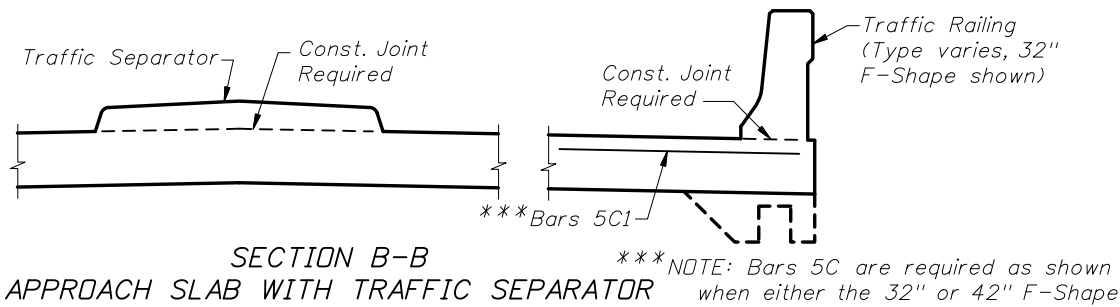 Traffic Separator
Const. Joint
Required
Const. Joint
Required
Traffic Railing
(Type varies, 32"
F-Shape shown)
***Bars 5C1
SECTION B-B
APPROACH SLAB WITH TRAFFIC SEPARATOR
***NOTE: Bars 5C are required as shown
when either the 32" or 42" F-Shape